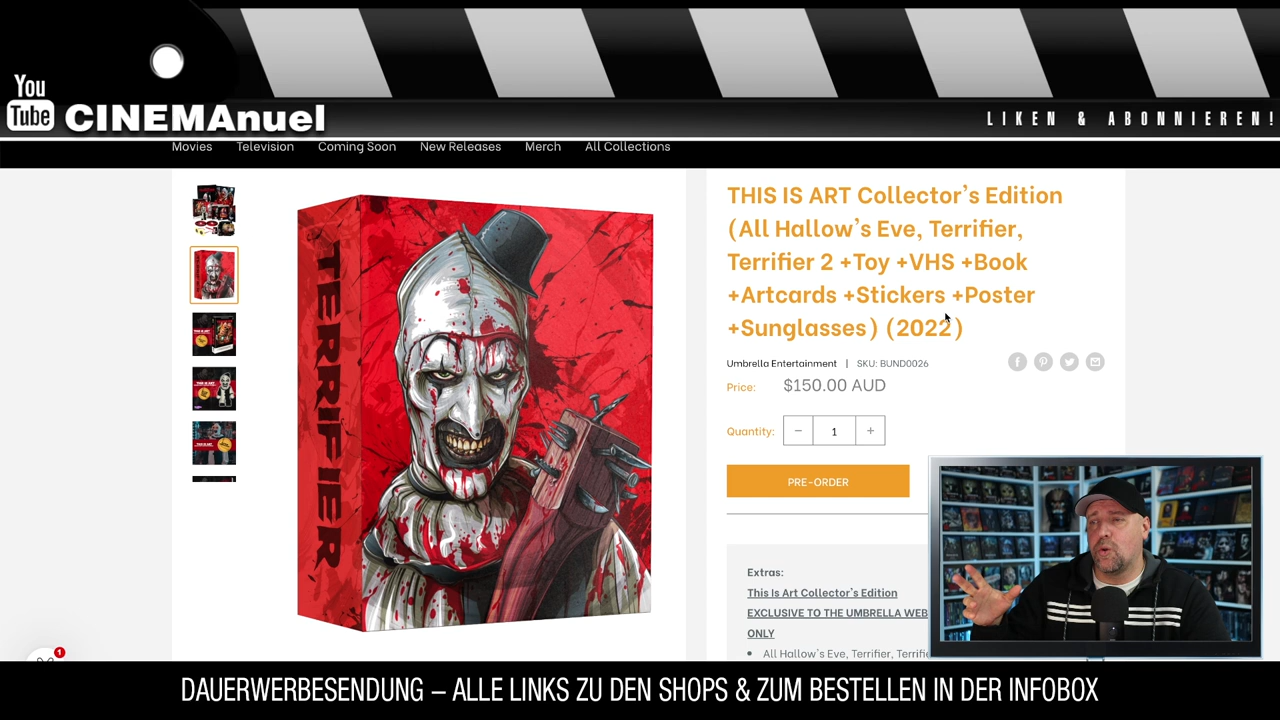 You
Tube
CINEMAnuel
LIKEN & ABONNIEREN!
Movies Television Coming Soon New Releases Merch All Collections
TERRIFIER
THIS IS ART Collector's Edition
(All Hallow's Eve, Terrifier,
Terrifier 2 +Toy +VHS +Book
+Artcards +Stickers +Poster
+Sunglasses) (2022)
Umbrella Entertainment | SKU: BUND0026
Price: $150.00 AUD
Quantity: − 1 +
PRE-ORDER
Extras:
This Is Art Collector's Edition
EXCLUSIVE TO THE UMBRELLA WEB
ONLY
• All Hallow's Eve, Terrifier, Terrifie
1
DAUERWERBESENDUNG – ALLE LINKS ZU DEN SHOPS & ZUM BESTELLEN IN DER INFOBOX